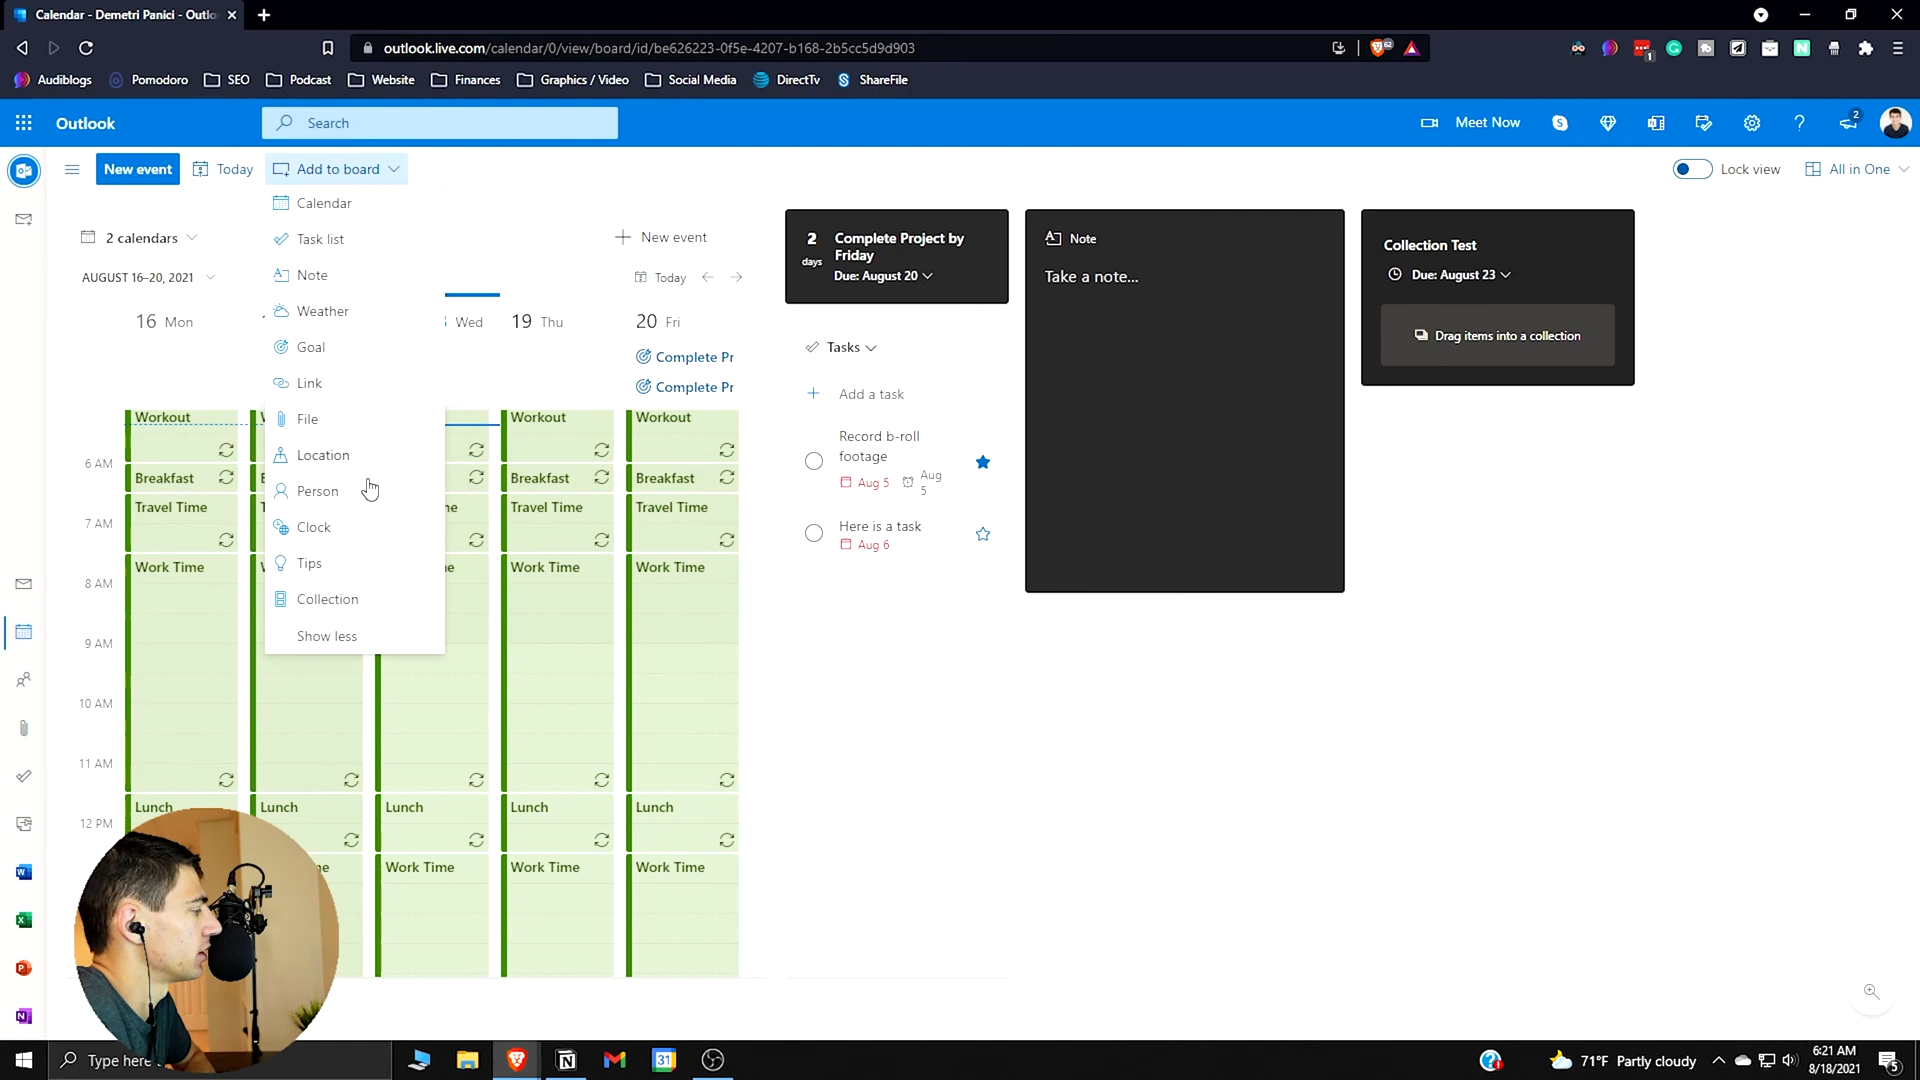 Calendar - Demetri Panici - Outlo
outlook.live.com/calendar/0/view/board/id/be626223-0f5e-4207-b168-2b5cc5d9d903
62
1
Audiblogs
Pomodoro
SEO
Podcast
Website
Finances
Graphics / Video
Social Media
DirectTv
ShareFile
Outlook
Search
Meet Now
2
New event
Today
Add to board
Lock view
All in One
Calendar
Task list
Note
Weather
Goal
Link
File
Location
Person
Clock
Tips
Collection
Show less
2 calendars
New event
AUGUST 16–20, 2021
Today
16 Mon
Wed
19 Thu
20 Fri
Complete Pr
Complete Pr
6 AM
7 AM
8 AM
9 AM
10 AM
11 AM
12 PM
Workout
Workout
Workout
Breakfast
Breakfast
Breakfast
Travel Time
Travel Time
Travel Time
Work Time
Work Time
Work Time
Lunch
Lunch
Lunch
Lunch
Lunch
Work Time
Work Time
Work Time
2
days
Complete Project by
Friday
Due: August 20
Tasks
Add a task
Record b-roll
footage
Aug 5
Aug
5
Here is a task
Aug 6
Note
Take a note...
Collection Test
Due: August 23
Drag items into a collection
Type here t
31
71°F Partly cloudy
6:21 AM
8/18/2021
5